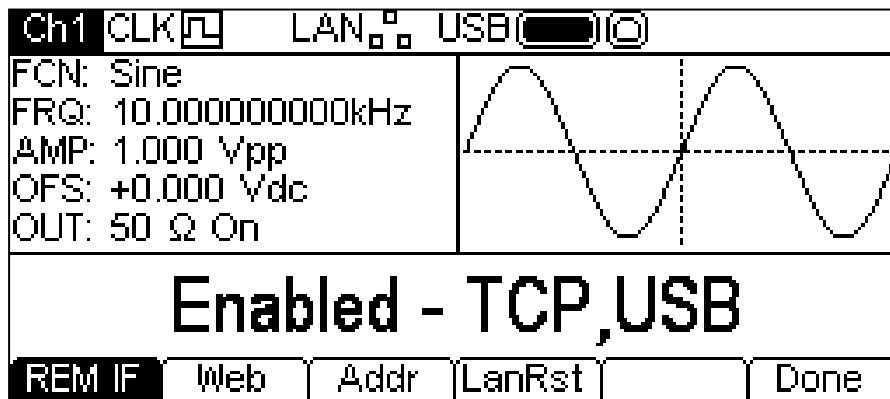 Ch1 CLK LAN USB
FCN: Sine
FRQ: 10.000000000kHz
AMP: 1.000 Vpp
OFS: +0.000 Vdc
OUT: 50 Ω On
Enabled - TCP,USB
REM IF Web Addr LanRst Done